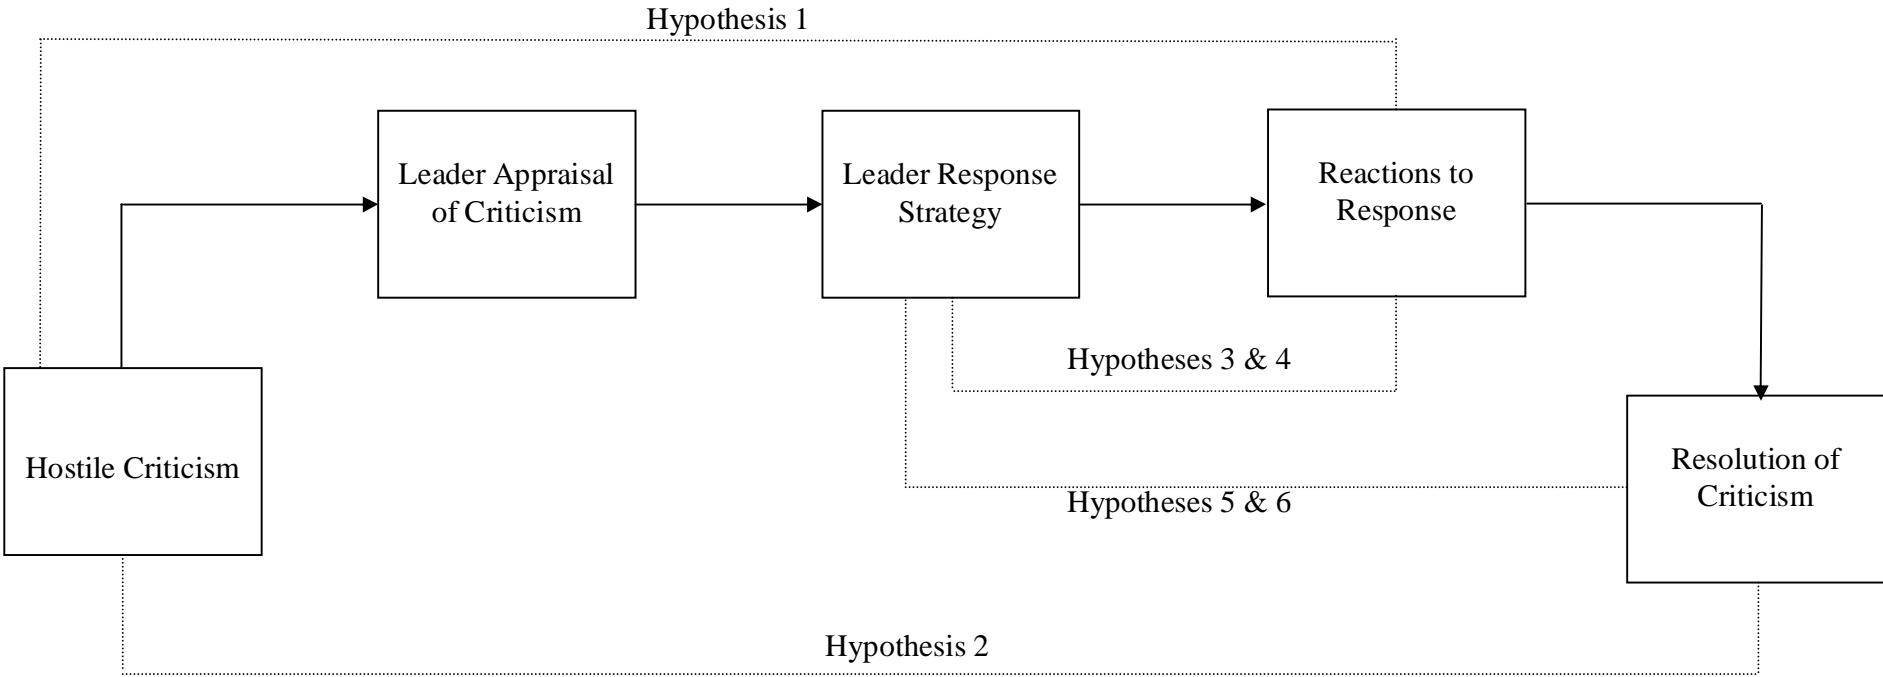 Hypothesis 1
Leader Appraisal
of Criticism
Leader Response
Strategy
Reactions to
Response
Hypotheses 3 & 4
Hostile Criticism
Resolution of
Criticism
Hypotheses 5 & 6
Hypothesis 2